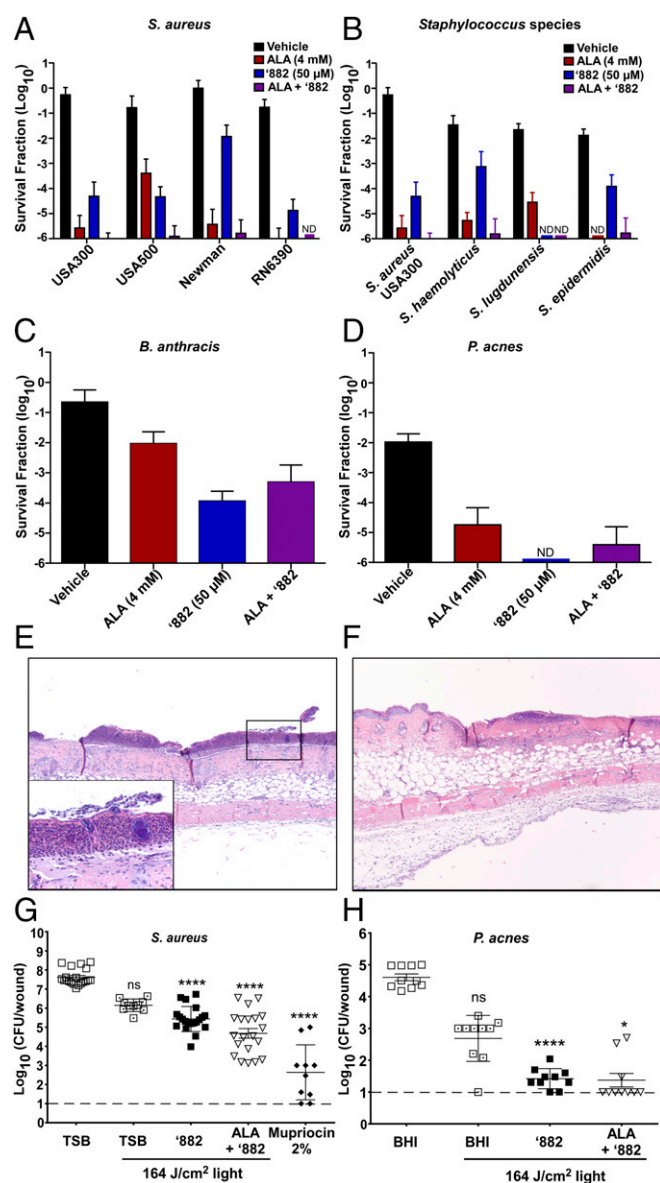 A
S. aureus
Vehicle
ALA (4 mM)
‘882 (50 µM)
ALA + ‘882
Survival Fraction (Log10)
1
0
-1
-2
-3
-4
-5
-6
ND
USA300
USA500
Newman
RN6390
B
Staphylococcus species
Vehicle
ALA (4 mM)
‘882 (50 µM)
ALA + ‘882
Survival Fraction (Log10)
1
0
-1
-2
-3
-4
-5
-6
ND ND
ND
S. aureus
USA300
S. haemolyticus
S. lugdunensis
S. epidermidis
C
B. anthracis
Survival Fraction (log10)
1
0
-1
-2
-3
-4
-5
-6
Vehicle
ALA (4 mM)
‘882 (50 µM)
ALA + ‘882
D
P. acnes
Survival Fraction (log10)
1
0
-1
-2
-3
-4
-5
-6
ND
Vehicle
ALA (4 mM)
‘882 (50 µM)
ALA + ‘882
E
F
G
S. aureus
Log10 (CFU/wound)
10
9
8
7
6
5
4
3
2
1
0
ns
****
****
****
TSB
TSB
‘882
ALA
+ ‘882
Mupriocin
2%
164 J/cm2 light
H
P. acnes
Log10 (CFU/wound)
6
5
4
3
2
1
0
ns
****
*
BHI
BHI
‘882
ALA
+ ‘882
164 J/cm2 light